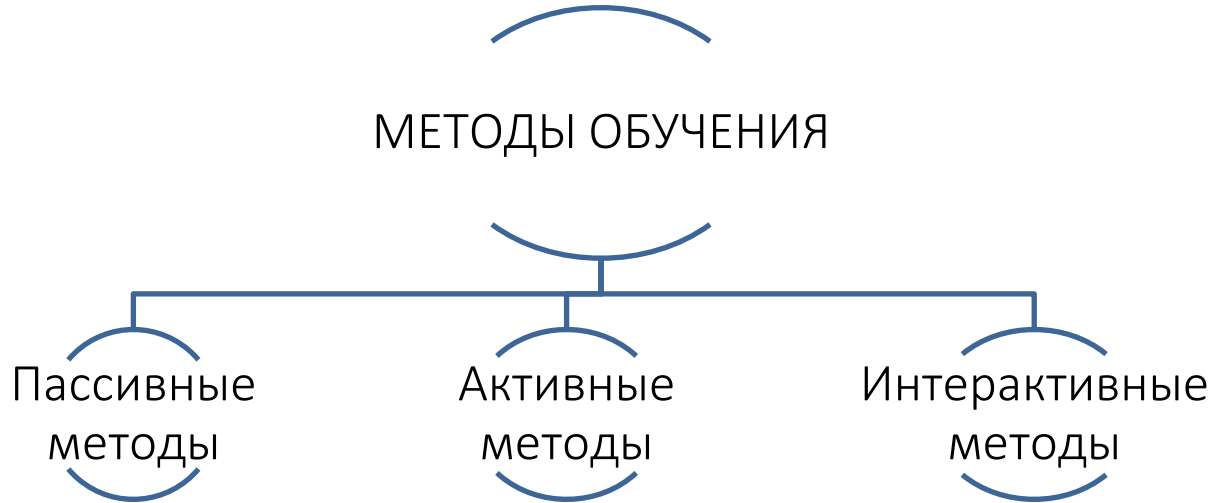 МЕТОДЫ ОБУЧЕНИЯ
Пассивные
методы
Активные
методы
Интерактивные
методы